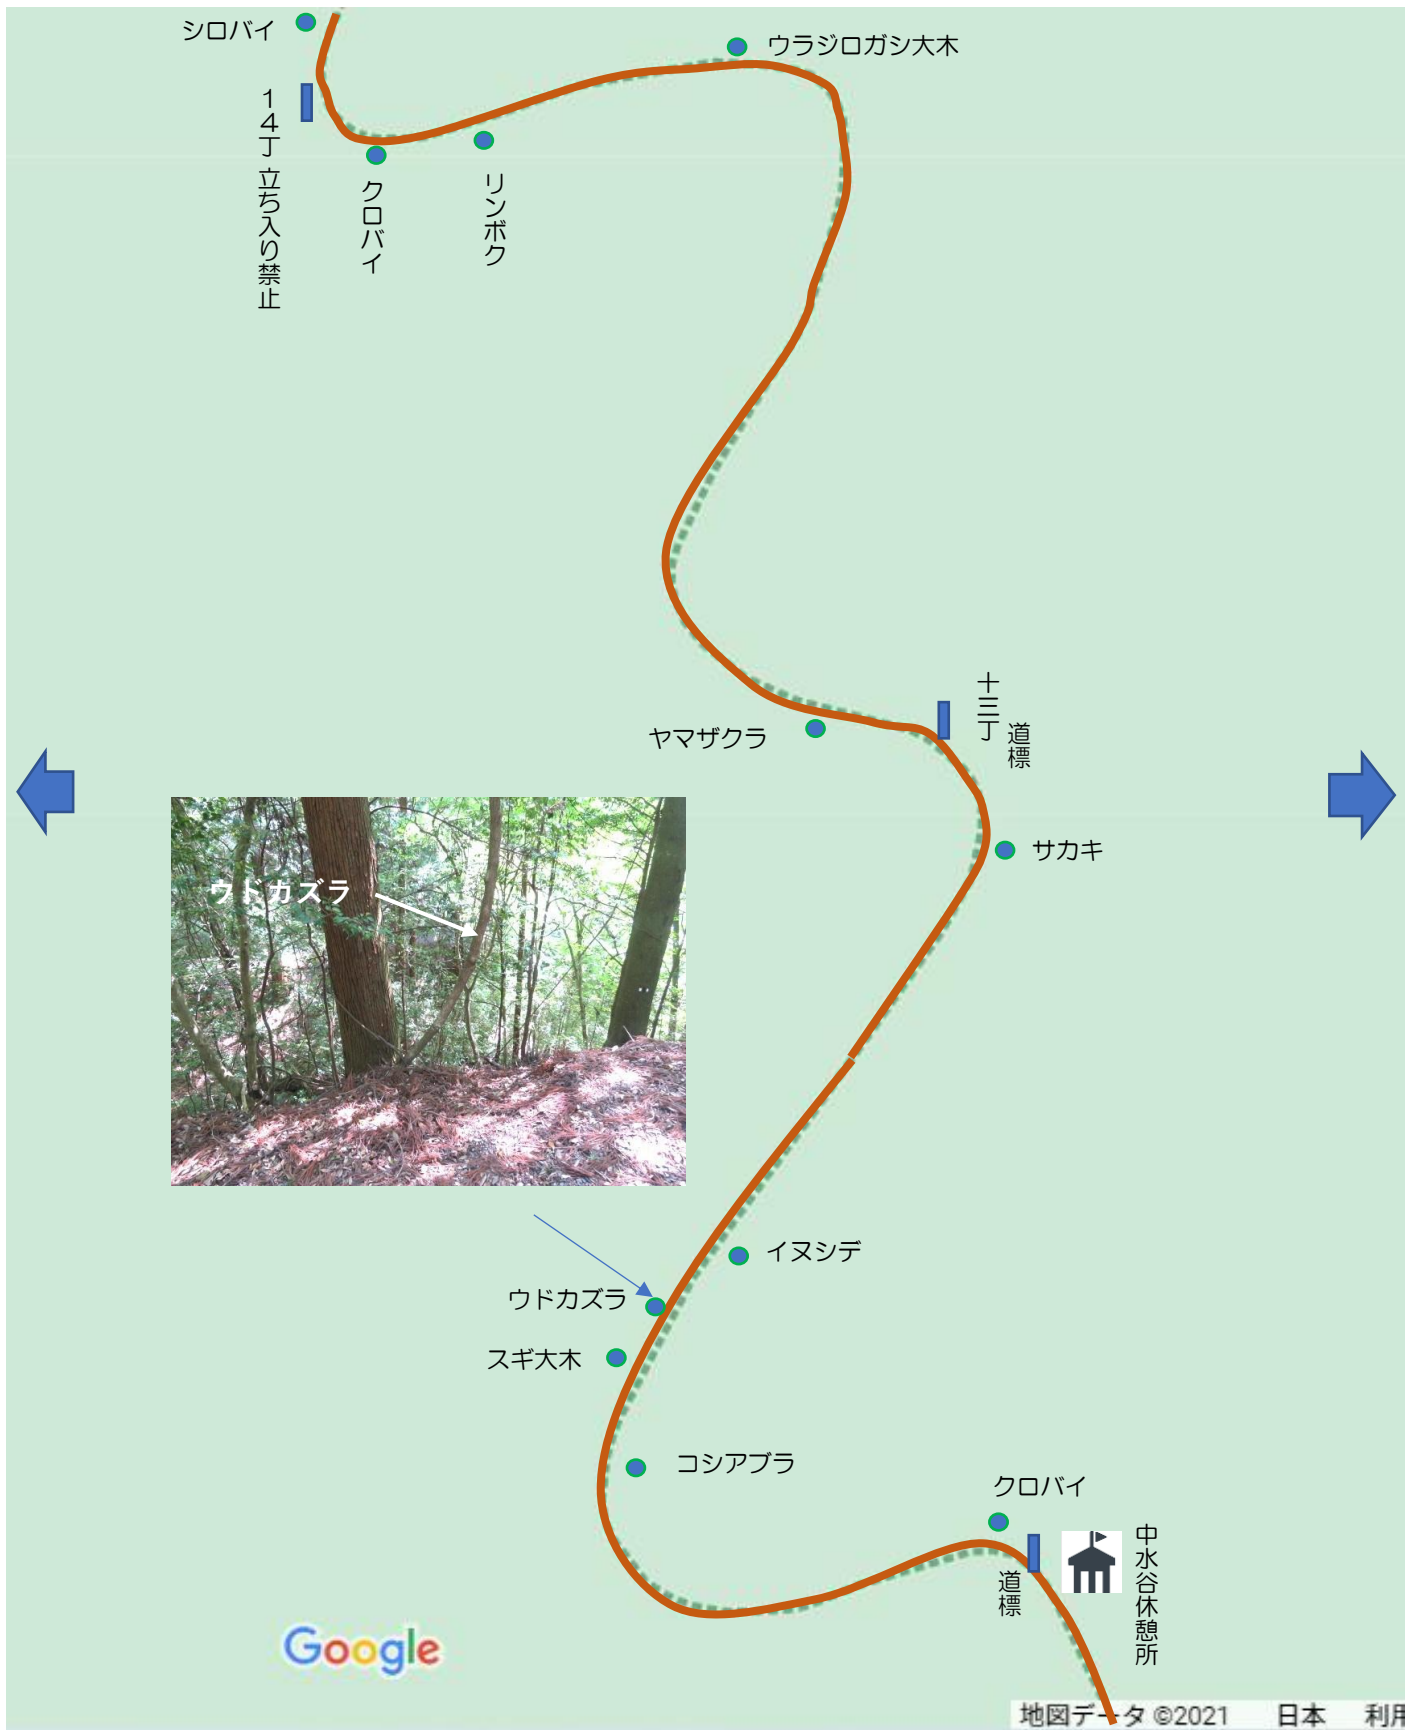 シロバイ
ウラジロガシ大木
14丁 立ち入り禁止
クロバイ
リンボク
十三丁
道標
ヤマザクラ
サカキ
ウドカズラ
イヌシデ
ウドカズラ
スギ大木
コシアブラ
クロバイ
中水谷休憩所
道標
Google
地図データ ©2021 日本 利用